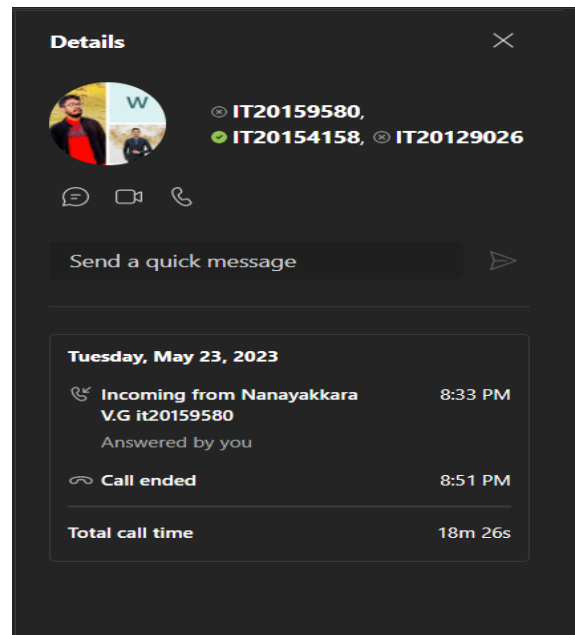 Details
W
IT20159580,
IT20154158, IT20129026
Send a quick message
Tuesday, May 23, 2023
Incoming from Nanayakkara 8:33 PM
V.G it20159580
Answered by you
Call ended 8:51 PM
Total call time 18m 26s